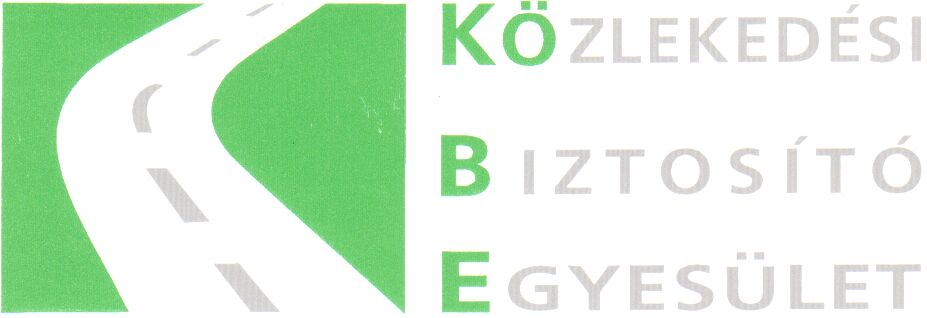 KÖZLEKEDÉSI
BIZTOSÍTÓ
EGYESÜLET